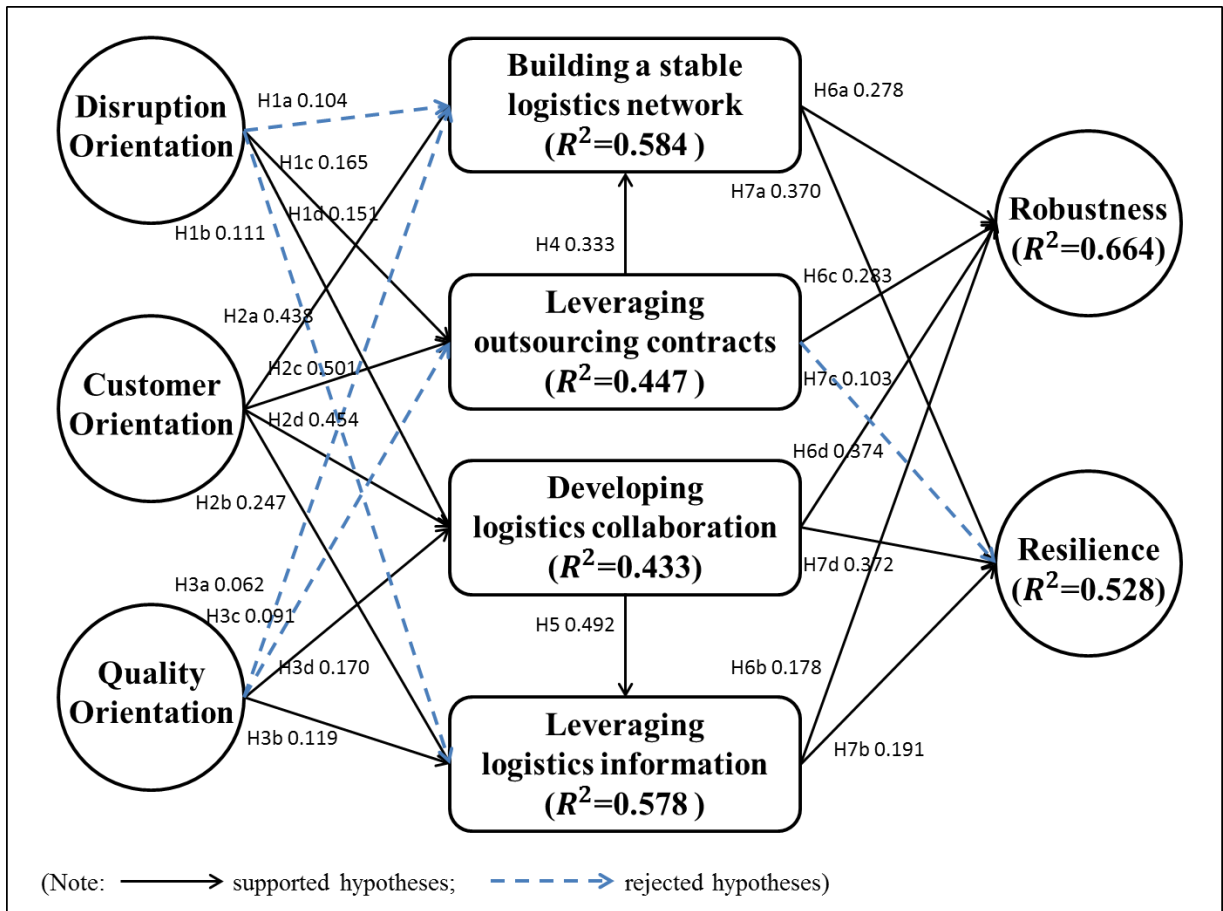 Disruption
Orientation
Customer
Orientation
Quality
Orientation
H1a 0.104
H1c 0.165
H1d 0.151
H1b 0.111
H2a 0.438
H2c 0.501
H2d 0.454
H2b 0.247
H3a 0.062
H3c 0.091
H3d 0.170
H3b 0.119
Building a stable
logistics network
(R²=0.584 )
H4 0.333
Leveraging
outsourcing contracts
(R²=0.447 )
Developing
logistics collaboration
(R²=0.433)
H5 0.492
Leveraging
logistics information
(R²=0.578 )
H6a 0.278
H7a 0.370
H6c 0.283
H7c 0.103
H6d 0.374
H7d 0.372
H6b 0.178
H7b 0.191
Robustness
(R²=0.664)
Resilience
(R²=0.528)
(Note: supported hypotheses; rejected hypotheses)